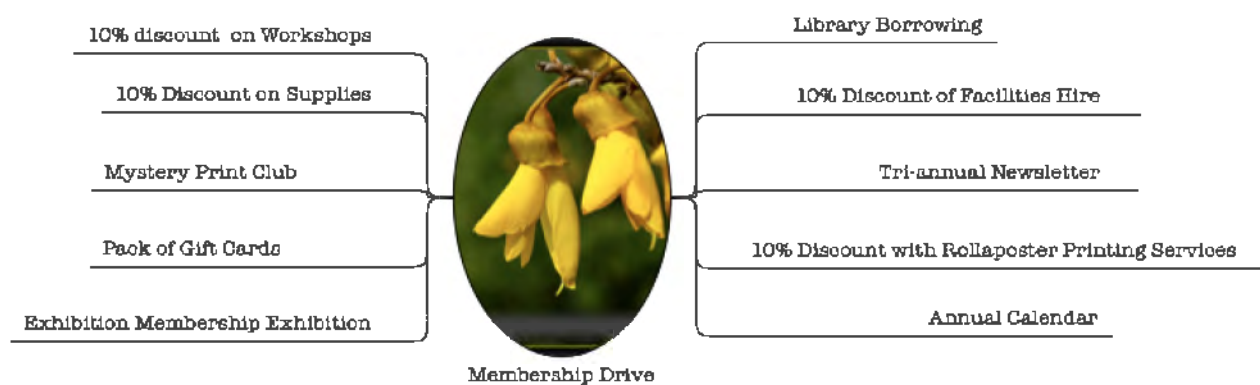 10% discount on Workshops
10% Discount on Supplies
Mystery Print Club
Pack of Gift Cards
Exhibition Membership Exhibition
Library Borrowing
10% Discount of Facilities Hire
Tri-annual Newsletter
10% Discount with Rollaposter Printing Services
Annual Calendar
Membership Drive